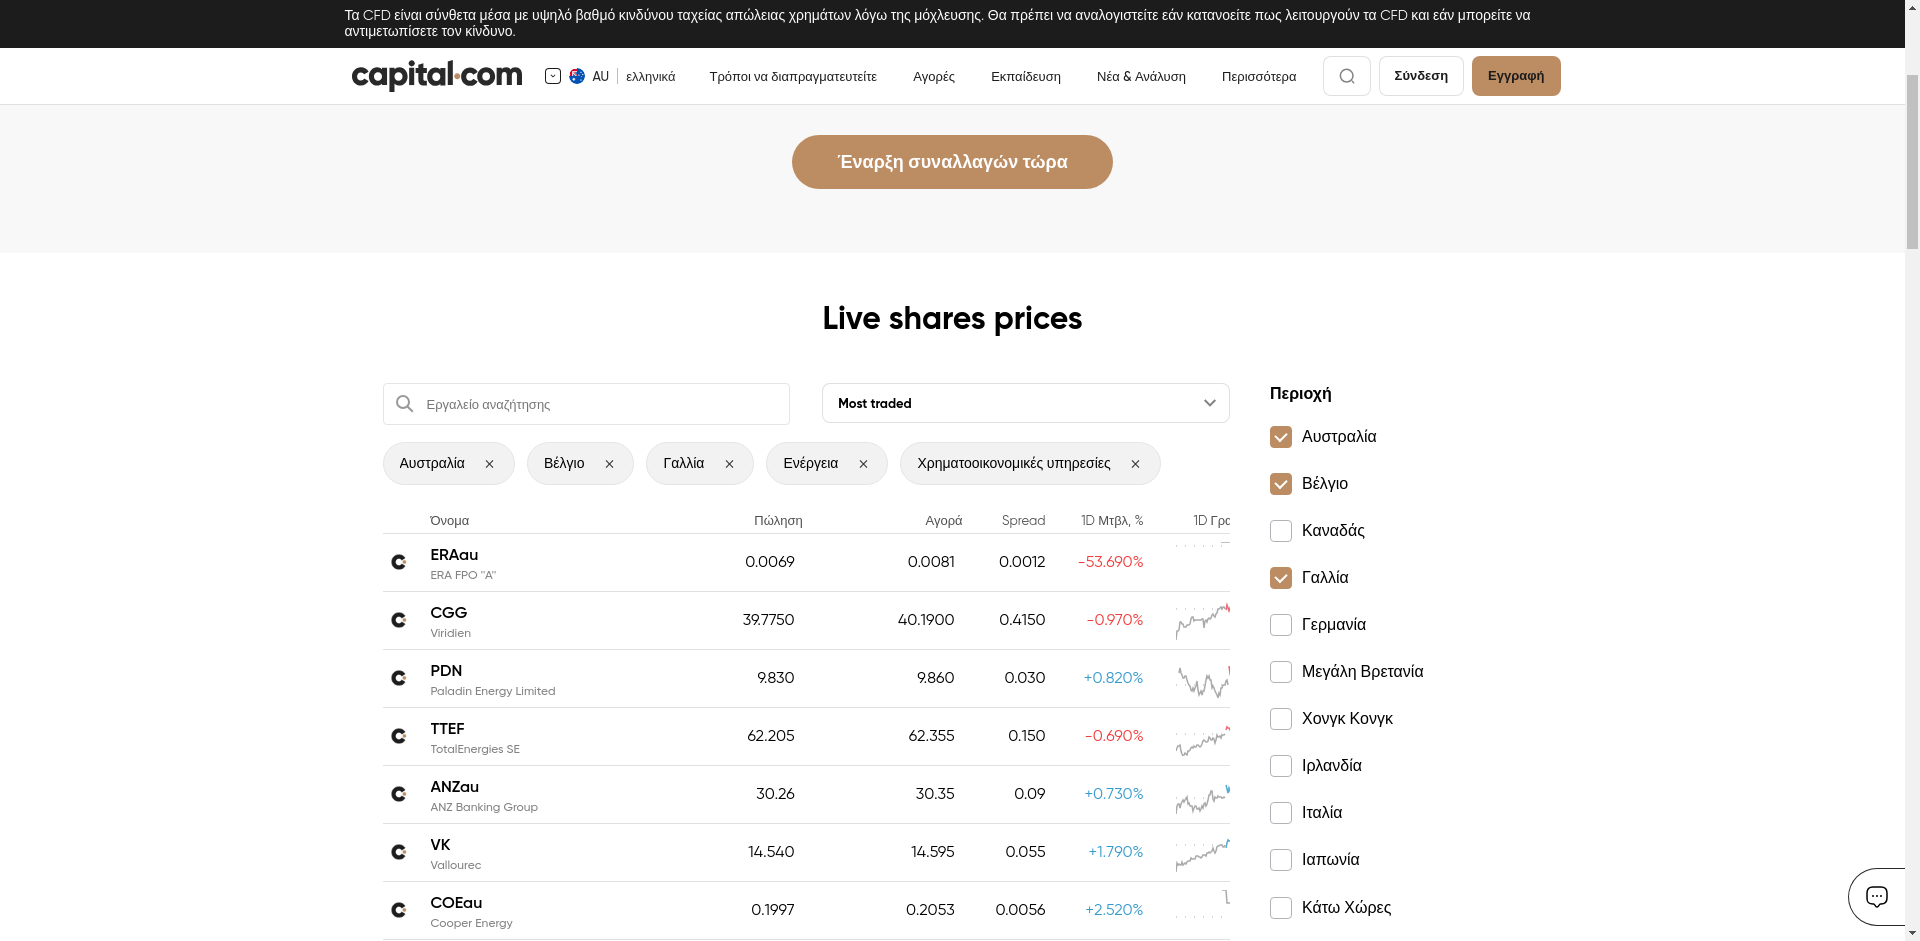 Τα CFD είναι σύνθετα μέσα με υψηλό βαθμό κινδύνου ταχείας απώλειας χρημάτων λόγω της μόχλευσης. Θα πρέπει να αναλογιστείτε εάν κατανοείτε πως λειτουργούν τα CFD και εάν μπορείτε να
αντιμετωπίσετε τον κίνδυνο.
capital.com AU ελληνικά Τρόποι να διαπραγματευτείτε Αγορές Εκπαίδευση Νέα & Ανάλυση Περισσότερα Σύνδεση Εγγραφή
Έναρξη συναλλαγών τώρα
Live shares prices
Εργαλείο αναζήτησης Most traded
Αυστραλία Βέλγιο Γαλλία Ενέργεια Χρηματοοικονομικές υπηρεσίες
Όνομα Πώληση Αγορά Spread 1D Μτβλ, % 1D Γρα
ERAau 0.0069 0.0081 0.0012 -53.690%
ERA FPO "A"
CGG 39.7750 40.1900 0.4150 -0.970%
Viridien
PDN 9.830 9.860 0.030 +0.820%
Paladin Energy Limited
TTEF 62.205 62.355 0.150 -0.690%
TotalEnergies SE
ANZau 30.26 30.35 0.09 +0.730%
ANZ Banking Group
VK 14.540 14.595 0.055 +1.790%
Vallourec
COEau 0.1997 0.2053 0.0056 +2.520%
Cooper Energy
Περιοχή
Αυστραλία
Βέλγιο
Καναδάς
Γαλλία
Γερμανία
Μεγάλη Βρετανία
Χονγκ Κονγκ
Ιρλανδία
Ιταλία
Ιαπωνία
Κάτω Χώρες